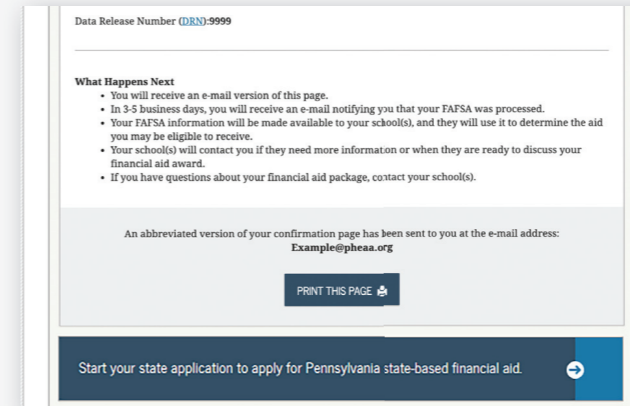 Data Release Number (DRN):9999
What Happens Next
• You will receive an e-mail version of this page.
• In 3-5 business days, you will receive an e-mail notifying you that your FAFSA was processed.
• Your FAFSA information will be made available to your school(s), and they will use it to determine the aid
you may be eligible to receive.
• Your school(s) will contact you if they need more information or when they are ready to discuss your
financial aid award.
• If you have questions about your financial aid package, contact your school(s).
An abbreviated version of your confirmation page has been sent to you at the e-mail address:
Example@pheaa.org
PRINT THIS PAGE
Start your state application to apply for Pennsylvania state-based financial aid.